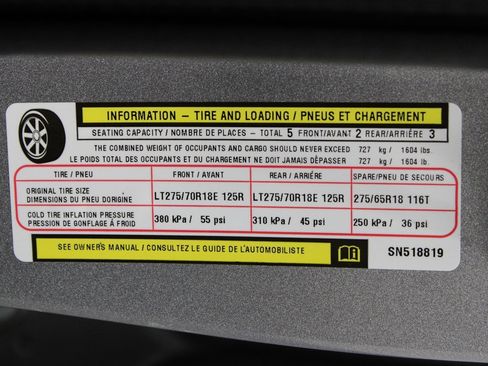 INFORMATION – TIRE AND LOADING / PNEUS ET CHARGEMENT
SEATING CAPACITY / NOMBRE DE PLACES – TOTAL 5 FRONT/AVANT 2 REAR/ARRIÉRE 3
THE COMBINED WEIGHT OF OCCUPANTS AND CARGO SHOULD NEVER EXCEED 727 kg / 1604 lbs.
LE POIDS TOTAL DES OCCUPANTS ET DU CHARGEMENT NE DOIT JAMAIS DÉPASSER 727 kg / 1604 lb.
TIRE / PNEU FRONT / AVANT REAR / ARRIÉRE SPARE/PNEU DE SECOURS
ORIGINAL TIRE SIZE
DIMENSIONS DU PNEU DORIGINE LT275/70R18E 125R LT275/70R18E 125R 275/65R18 116T
COLD TIRE INFLATION PRESSURE
PRESSION DE GONFLAGE À FROID 380 kPa / 55 psi 310 kPa / 45 psi 250 kPa / 36 psi
SEE OWNER'S MANUAL / CONSULTEZ LE GUIDE DE L'AUTOMOBILISTE SN518819